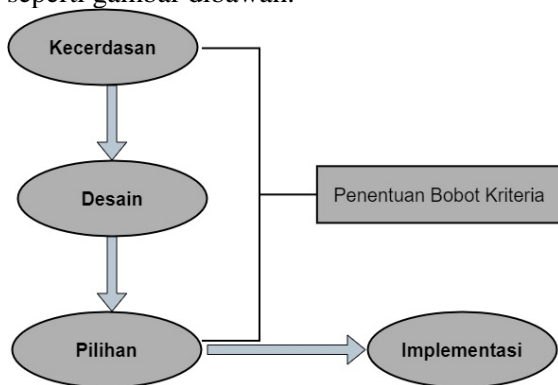 seperti gambar dibawah.
Kecerdasan
Desain
Penentuan Bobot Kriteria
Pilihan
Implementasi